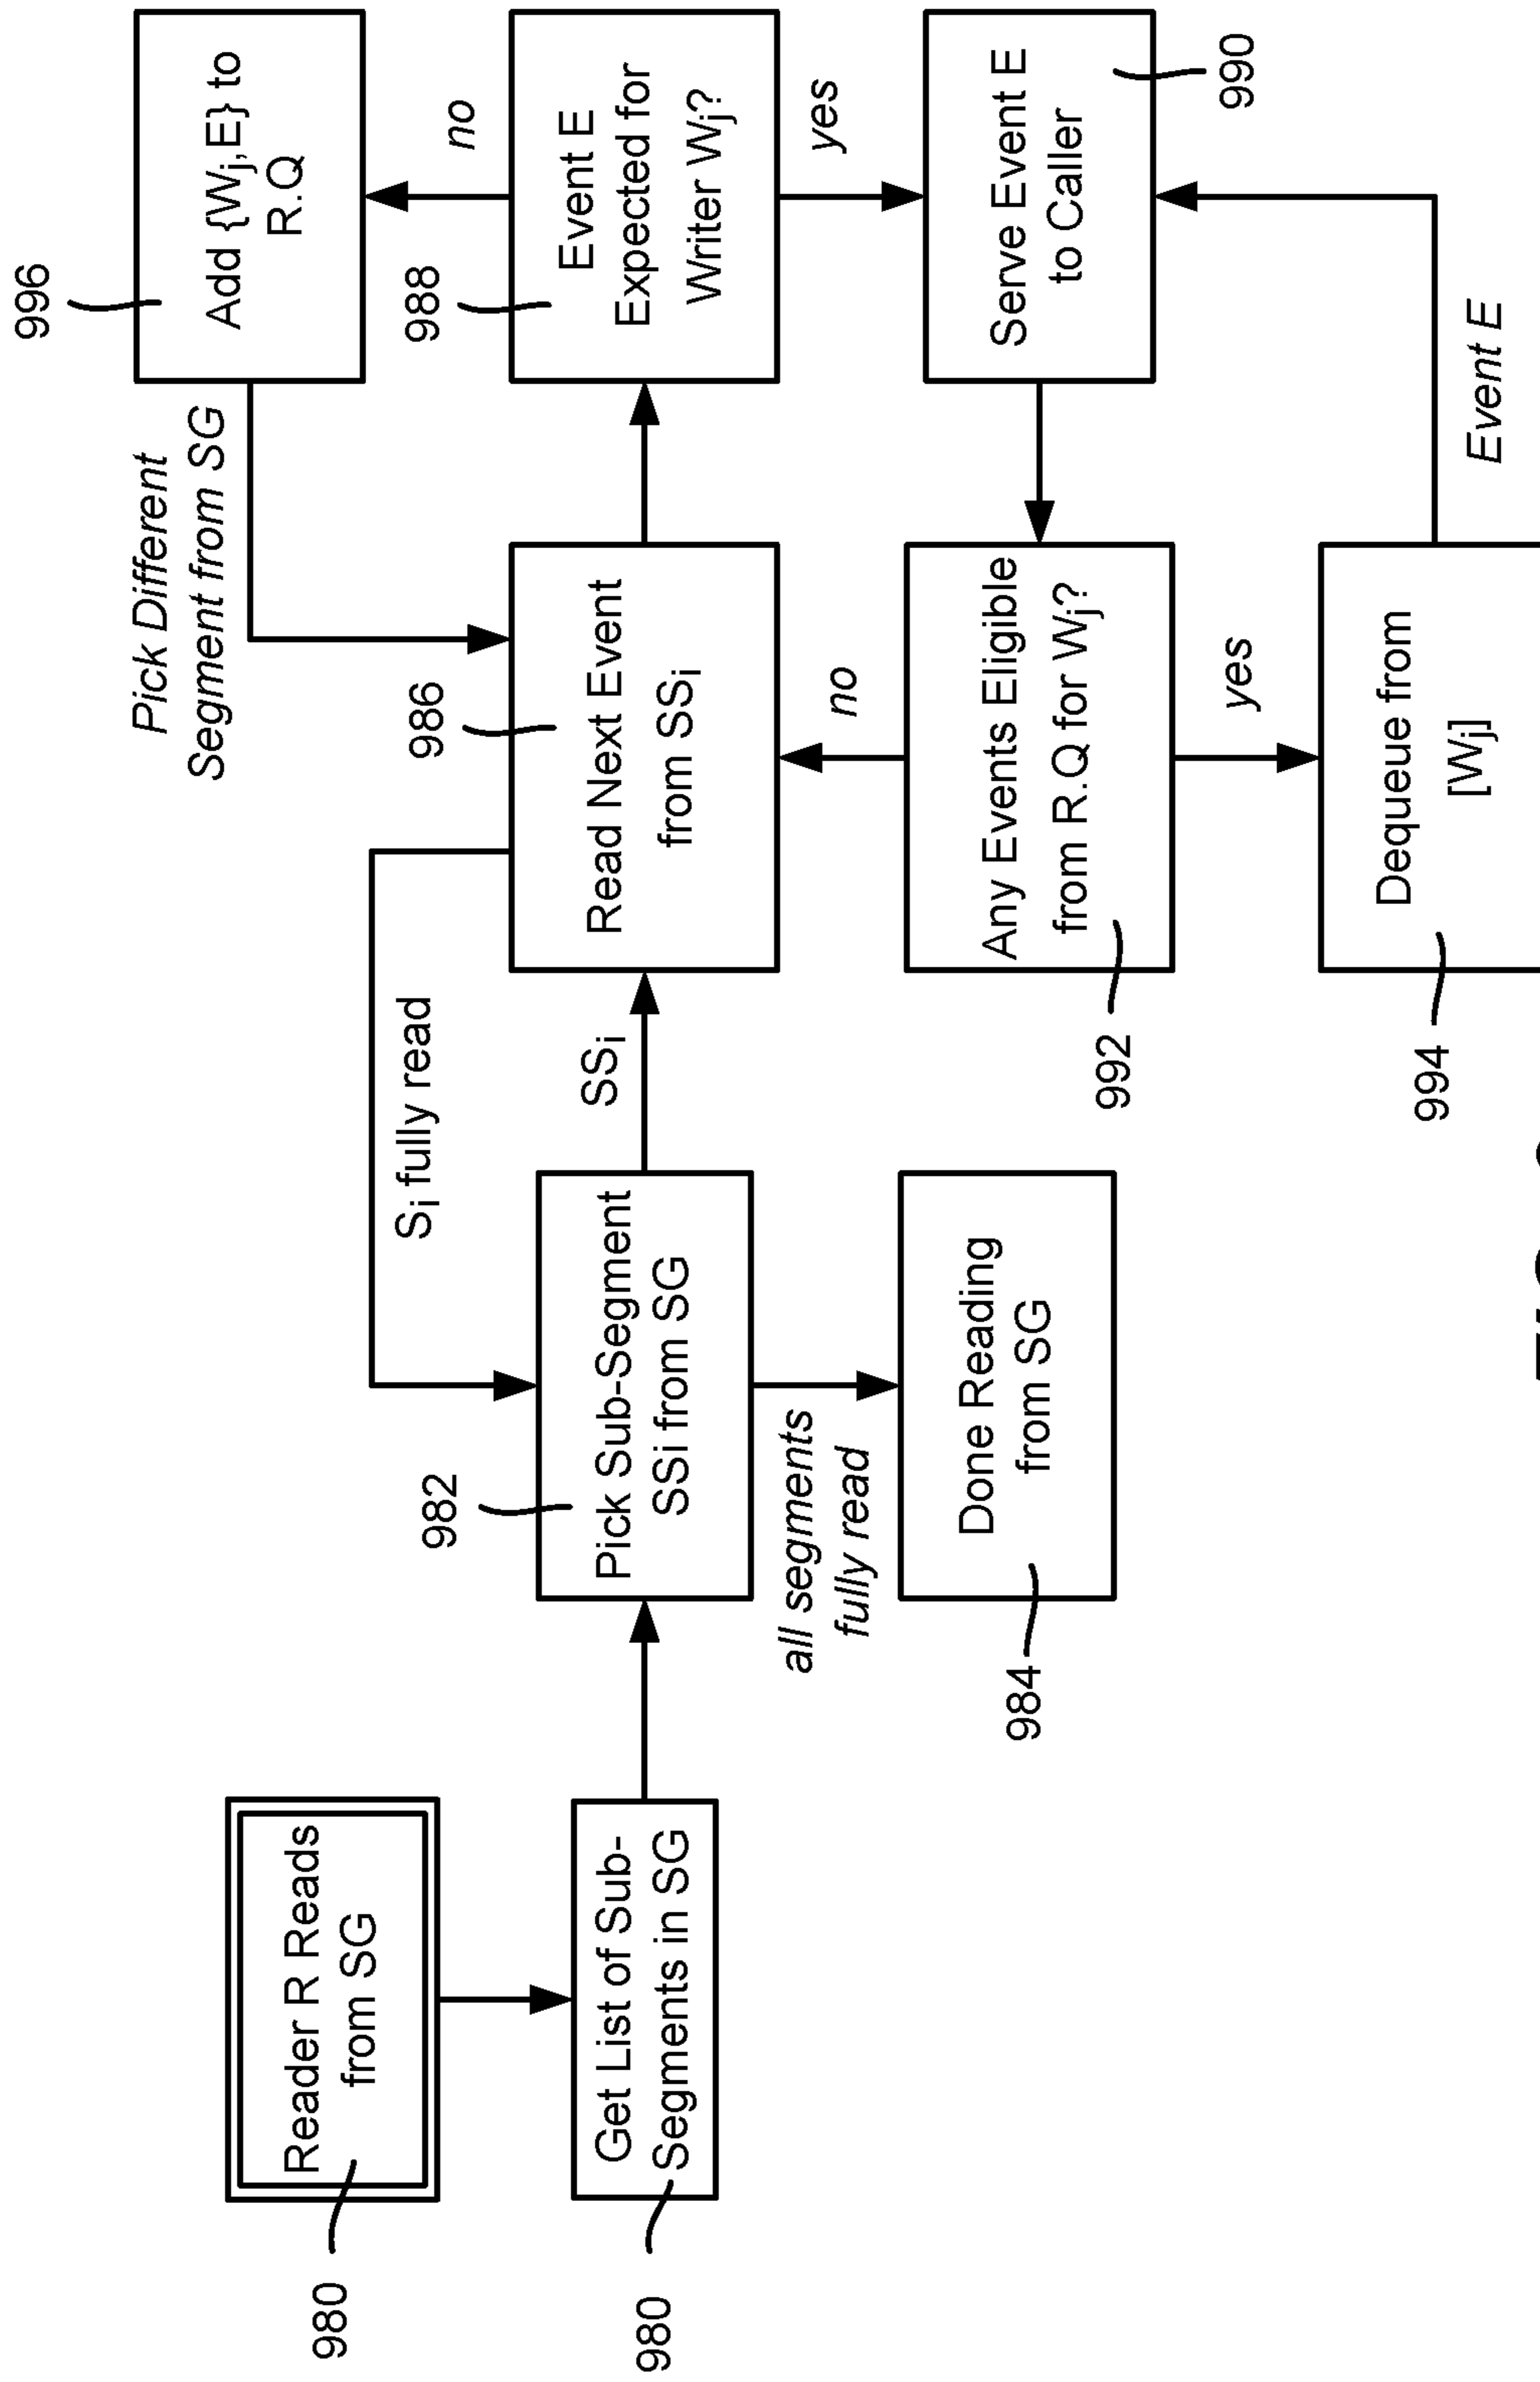 Reader R Reads
from SG
980
Get List of Sub-
Segments in SG
980
982
Pick Sub-Segment
SSi from SG
Si fully read
SSi
all segments
fully read
Done Reading
from SG
984
Pick Different
Segment from SG
986
Read Next Event
from SSi
996
Add {Wj,E} to
R.Q
no
988
Event E
Expected for
Writer Wj?
yes
Serve Event E
to Caller
990
no
Any Events Eligible
from R.Q for Wj?
992
yes
Dequeue from
[Wj]
994
Event E